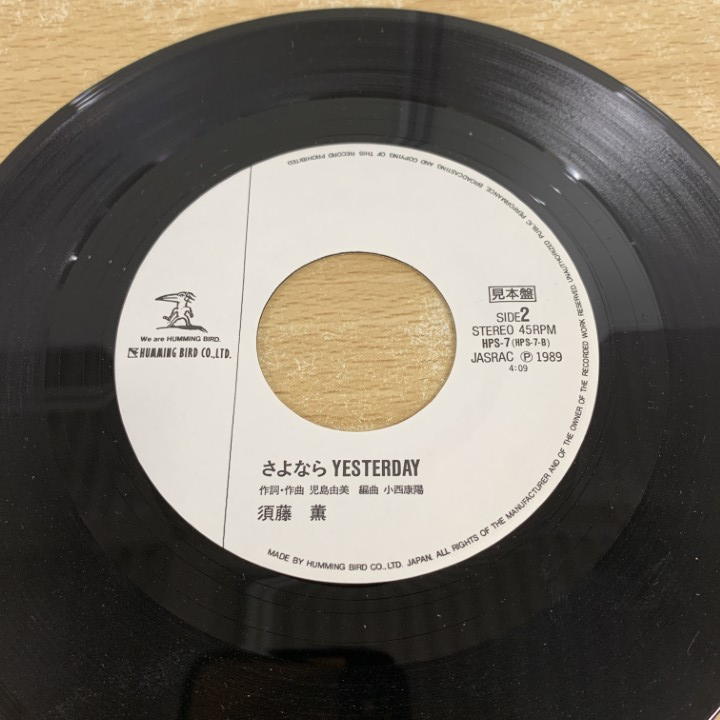 見本盤
SIDE2
STEREO 45RPM
HPS-7 (HPS-7-B)
JASRAC Ⓟ 1989
4:09
We are HUMMING BIRD.
HUMMING BIRD CO.,LTD.
さよなら YESTERDAY
作詞・作曲 児島由美 編曲 小西康陽
須藤 薫
MADE BY HUMMING BIRD CO., LTD. JAPAN. ALL RIGHTS OF THE MANUFACTURER AND OF THE OWNER OF THE RECORDED WORK RESERVED. UNAUTHORIZED PUBLIC PERFORMANCE, BROADCASTING AND COPYING OF THIS RECORD PROHIBITED.